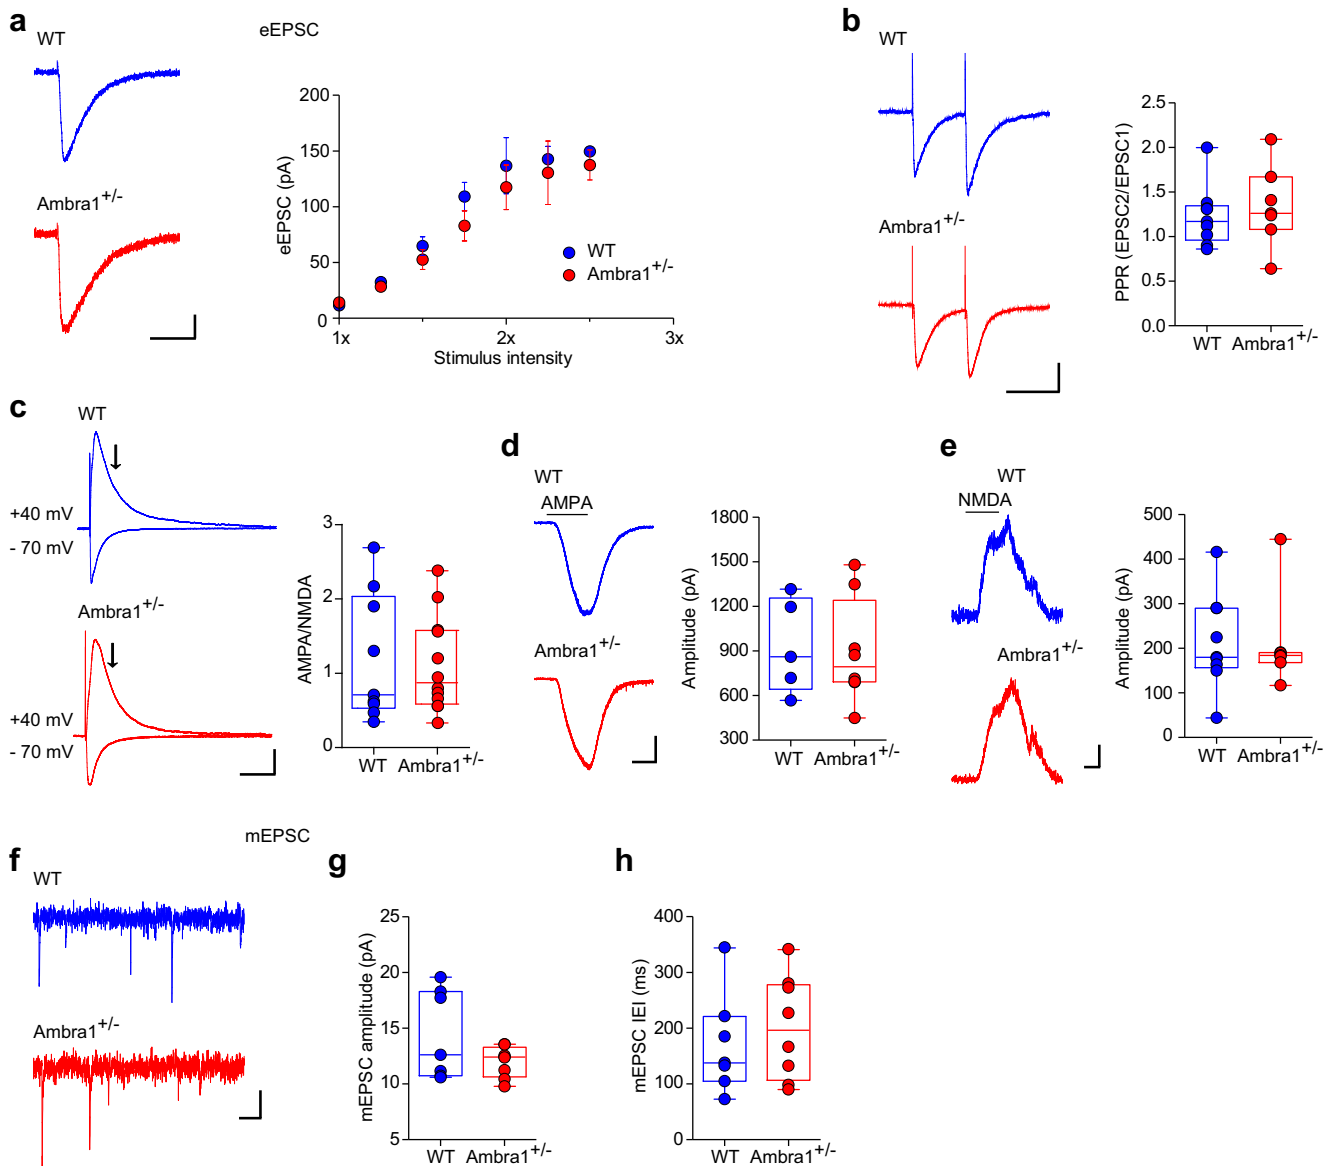 a
WT
eEPSC
Ambra1+/-
eEPSC (pA)
200
150
100
50
0
1x
2x
3x
Stimulus intensity
WT
Ambra1+/-
b
WT
Ambra1+/-
PPR (EPSC2/EPSC1)
2.5
2.0
1.5
1.0
0.5
0.0
WT
Ambra1+/-
c
WT
+40 mV
- 70 mV
Ambra1+/-
+40 mV
- 70 mV
AMPA/NMDA
3
2
1
0
WT
Ambra1+/-
d
WT
AMPA
Ambra1+/-
Amplitude (pA)
1800
1500
1200
900
600
300
WT
Ambra1+/-
e
WT
NMDA
Ambra1+/-
Amplitude (pA)
500
400
300
200
100
0
WT
Ambra1+/-
mEPSC
f
WT
Ambra1+/-
g
mEPSC amplitude (pA)
25
20
15
10
5
WT
Ambra1+/-
h
mEPSC IEI (ms)
400
300
200
100
0
WT
Ambra1+/-